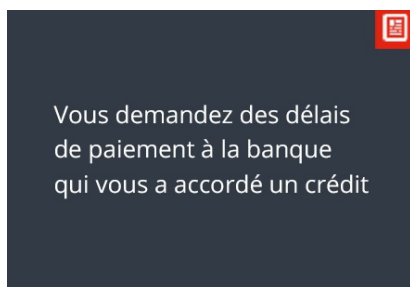 Vous demandez des délais
de paiement à la banque
qui vous a accordé un crédit